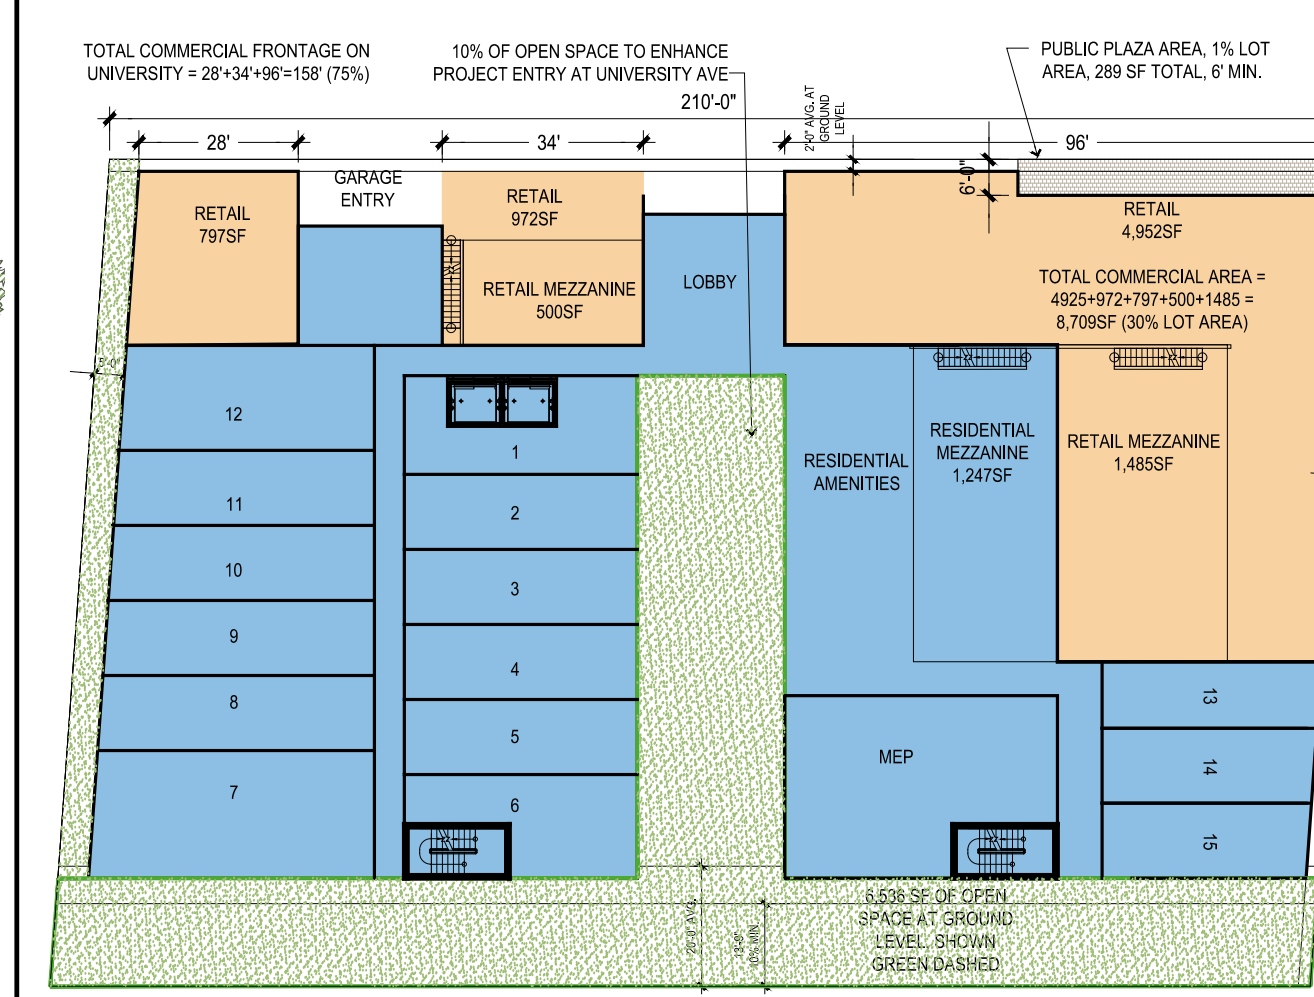 TOTAL COMMERCIAL FRONTAGE ON
UNIVERSITY = 28'+34'+96'=158' (75%)
10% OF OPEN SPACE TO ENHANCE
PROJECT ENTRY AT UNIVERSITY AVE
PUBLIC PLAZA AREA, 1% LOT
AREA, 289 SF TOTAL, 6' MIN.
210'-0"
2'-0" AVG. AT
GROUND
LEVEL
28'
34'
96'
6'-0"
GARAGE
ENTRY
RETAIL
797SF
RETAIL
972SF
RETAIL
4,952SF
LOBBY
RETAIL MEZZANINE
500SF
TOTAL COMMERCIAL AREA =
4925+972+797+500+1485 =
8,709SF (30% LOT AREA)
5'-0"
12
11
10
9
8
7
1
2
3
4
5
6
RESIDENTIAL
AMENITIES
RESIDENTIAL
MEZZANINE
1,247SF
RETAIL MEZZANINE
1,485SF
MEP
13
14
15
20'-0" AVG.
10% MIN.
6,536 SF OF OPEN
SPACE AT GROUND
LEVEL. SHOWN
GREEN DASHED